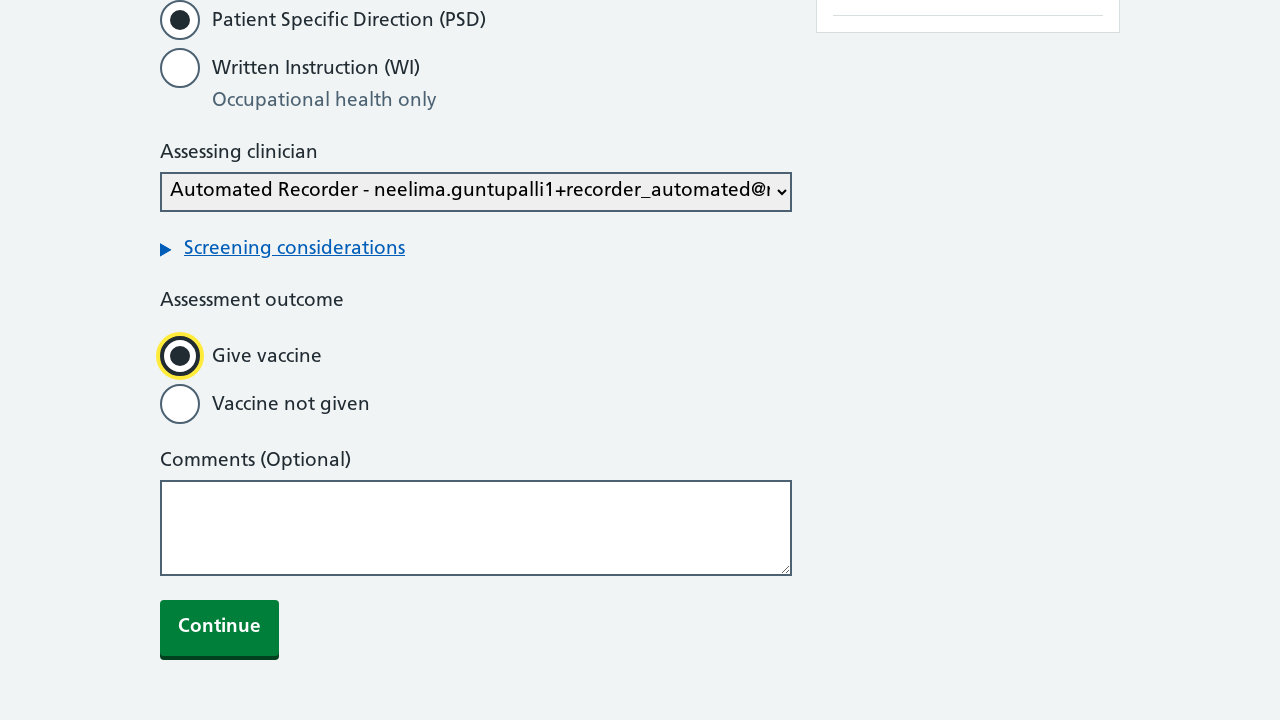 Patient Specific Direction (PSD)
Written Instruction (WI)
Occupational health only
Assessing clinician
Automated Recorder - neelima.guntupalli1+recorder_automated@
Screening considerations
Assessment outcome
Give vaccine
Vaccine not given
Comments (Optional)
Continue